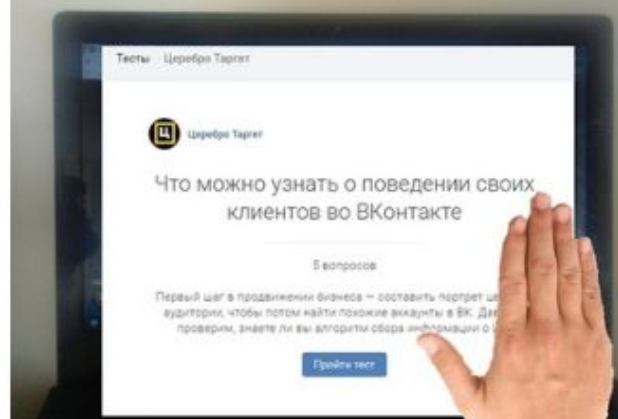 Тесты Церебро Таргет
Ц
Церебро Таргет
Что можно узнать о поведении своих
клиентов во ВКонтакте
5 вопросов
Первый шаг в продвижении бизнеса — составить портрет
аудитории, чтобы потом найти похожие аккаунты в ВК.
проверим, знаете ли вы алгоритм сбора информации о
Пройти тест